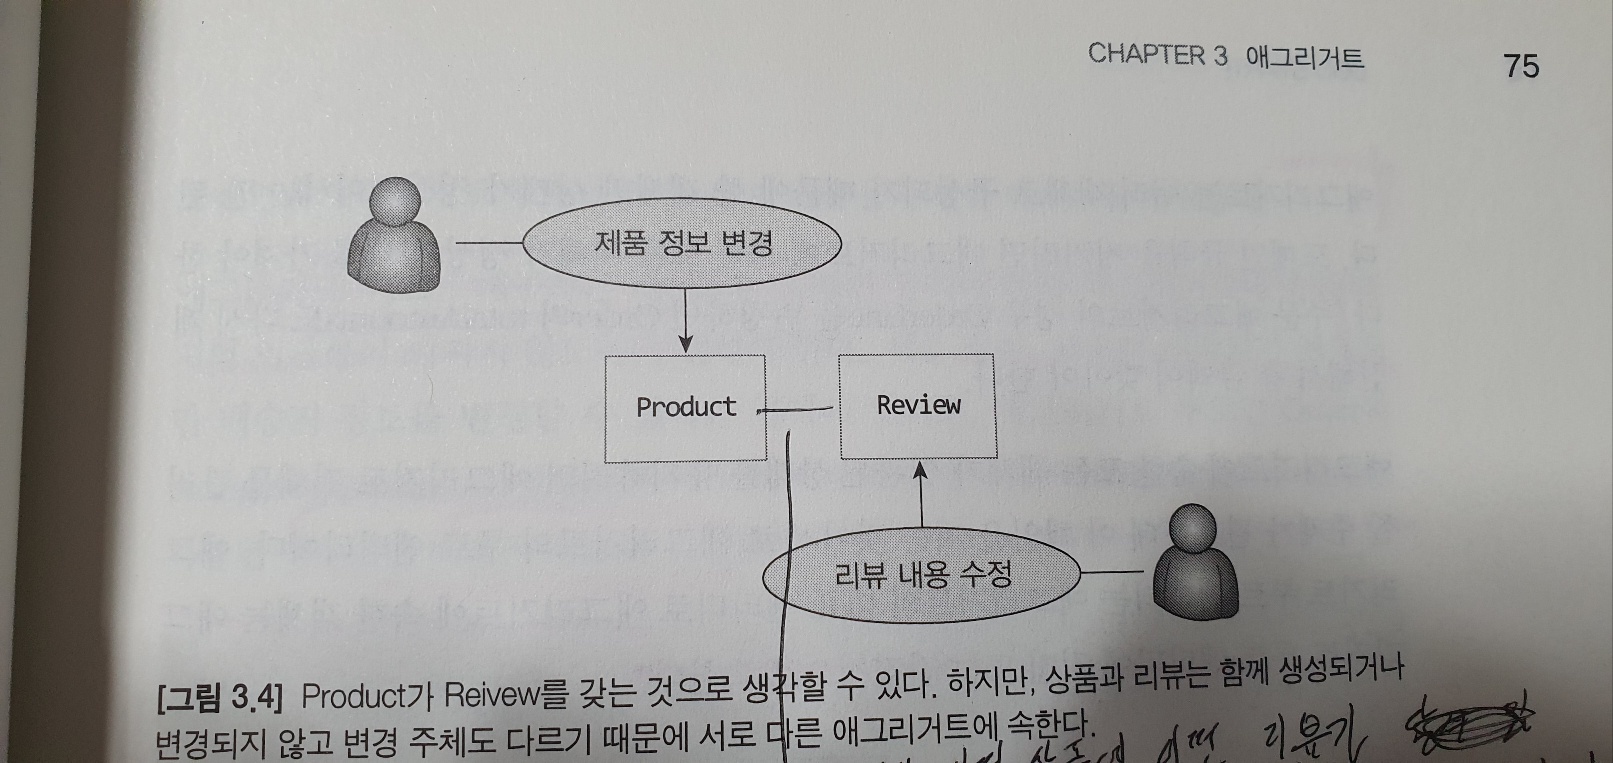 CHAPTER 3 애그리거트 75
제품 정보 변경
Product Review
리뷰 내용 수정
[그림 3.4] Product가 Reivew를 갖는 것으로 생각할 수 있다. 하지만, 상품과 리뷰는 함께 생성되거나
변경되지 않고 변경 주체도 다르기 때문에 서로 다른 애그리거트에 속한다.
리뷰가